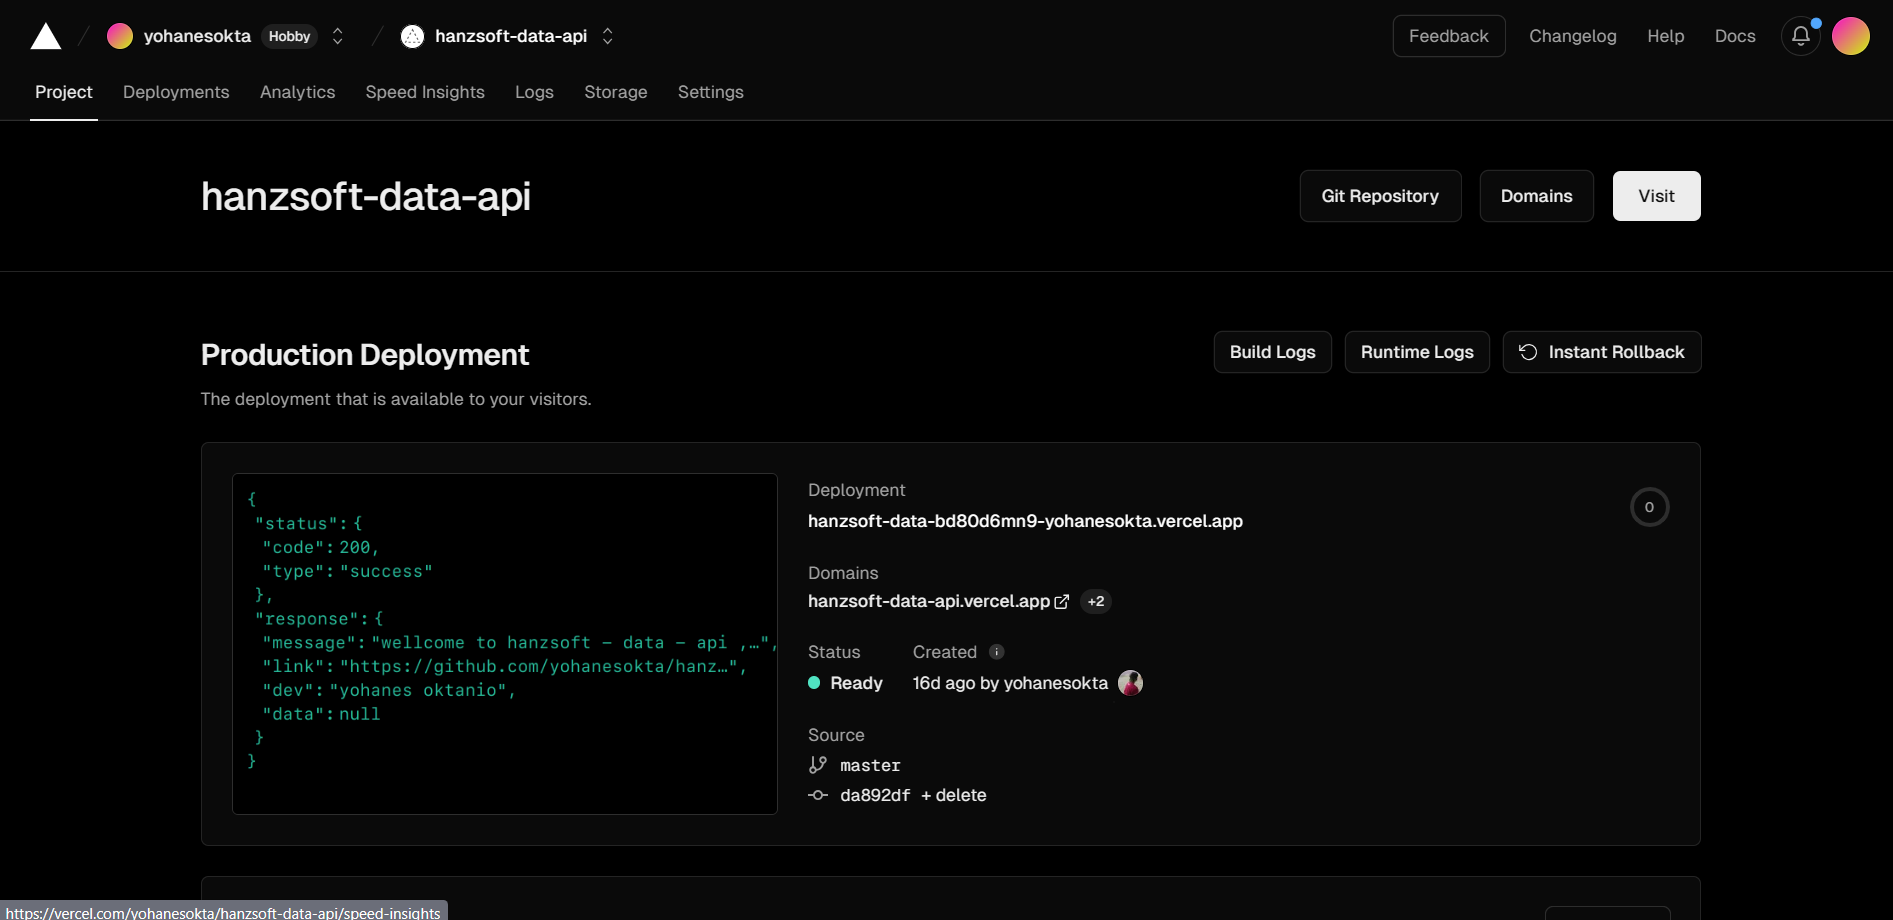 yohanesokta Hobby hanzsoft-data-api Feedback Changelog Help Docs
Project Deployments Analytics Speed Insights Logs Storage Settings
hanzsoft-data-api Git Repository Domains Visit
Production Deployment Build Logs Runtime Logs Instant Rollback
The deployment that is available to your visitors.
{
"status": {
"code": 200,
"type": "success"
},
"response": {
"message": "wellcome to hanzsoft - data - api ,…",
"link": "https://github.com/yohanesokta/hanz…",
"dev": "yohanes oktanio",
"data": null
}
}
Deployment
hanzsoft-data-bd80d6mn9-yohanesokta.vercel.app
0
Domains
hanzsoft-data-api.vercel.app +2
Status Created
Ready 16d ago by yohanesokta
Source
master
da892df + delete
https://vercel.com/yohanesokta/hanzsoft-data-api/speed-insights